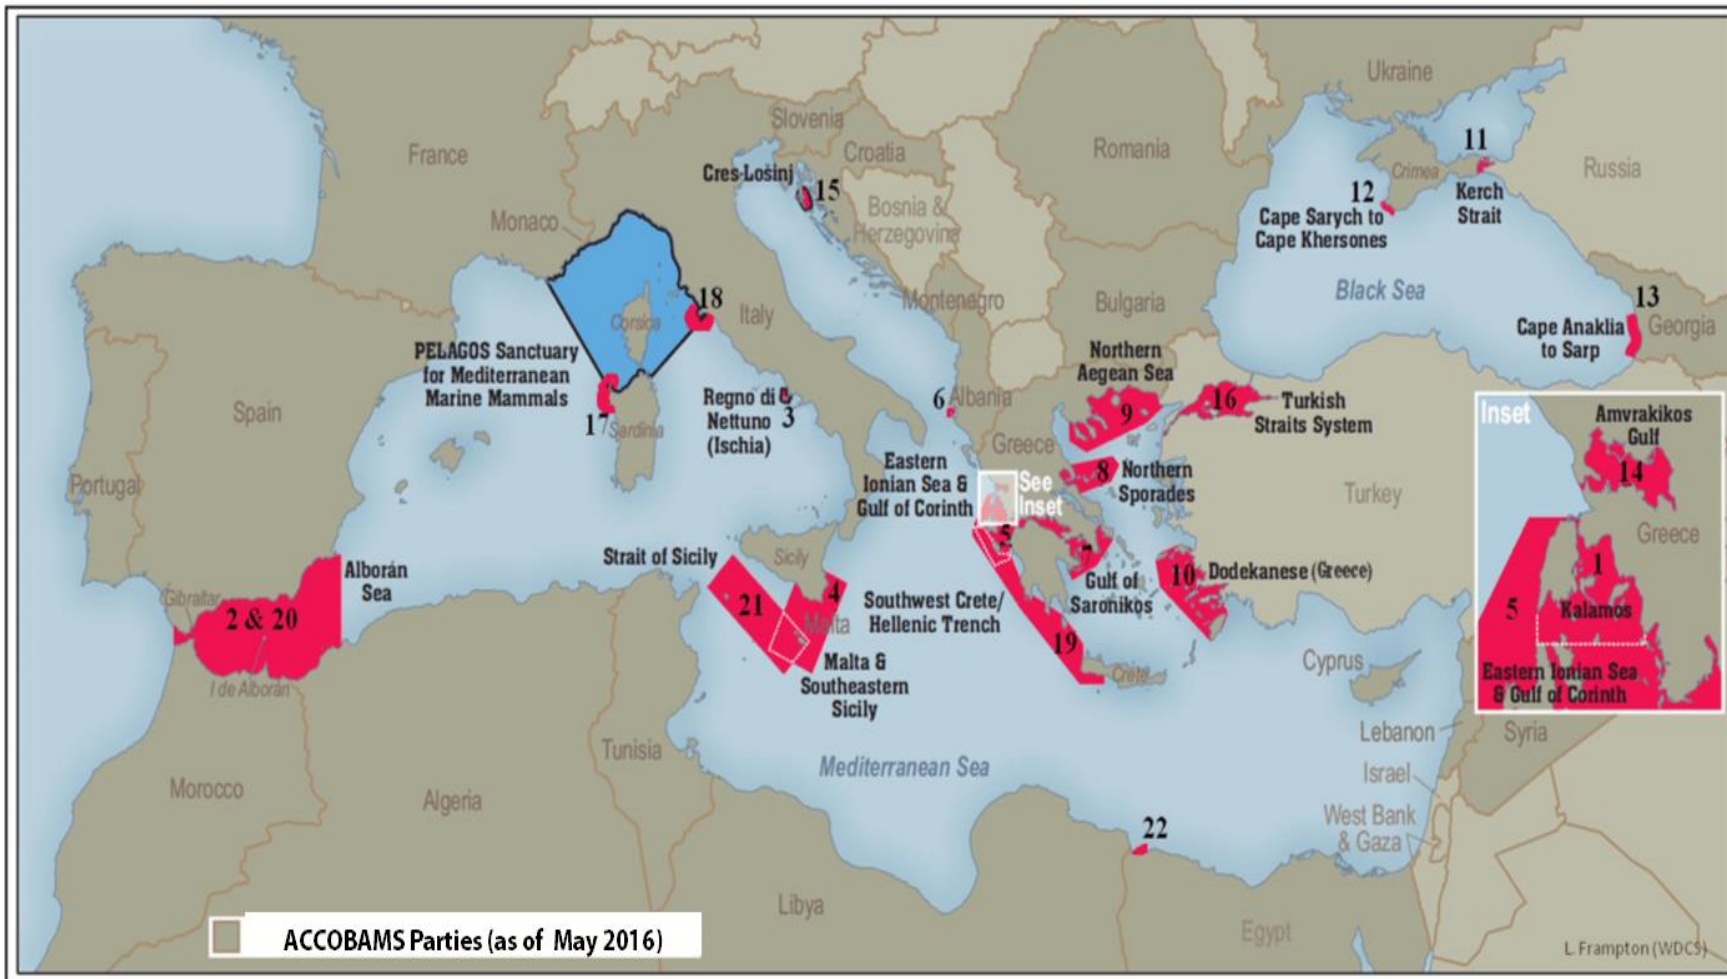 Ukraine
Slovenia
France
Croatia
Romania
11
Russia
Cres-Lošinj
15
Crimea
12
Kerch
Strait
Bosnia &
Herzegovina
Cape Sarych to
Cape Khersones
Monaco
Black Sea
Montenegro
Bulgaria
18
Italy
13
Corsica
Georgia
Cape Anaklia
to Sarp
PELAGOS Sanctuary
for Mediterranean
Marine Mammals
Northern
Aegean Sea
Regno di
Nettuno
(Ischia)
3
6
Albania
9
16
Turkish
Straits System
Spain
17
Sardinia
Greece
Inset
Amvrakikos
Gulf
14
Portugal
Eastern
Ionian Sea &
Gulf of Corinth
See
Inset
8
Northern
Sporades
Turkey
Greece
5
7
Strait of Sicily
Sicily
Alborán
Sea
Gibraltar
2 & 20
I de Alborán
21
4
Malta
Malta &
Southeastern
Sicily
Southwest Crete/
Hellenic Trench
19
Gulf of
Saronikos
10
Dodekanese (Greece)
Crete
1
Kalamos
5
Eastern Ionian Sea
& Gulf of Corinth
Cyprus
Lebanon
Syria
Israel
West Bank
& Gaza
Tunisia
Mediterranean Sea
Morocco
Algeria
22
Libya
Egypt
ACCOBAMS Parties (as of May 2016)
L. Frampton (WDCS)